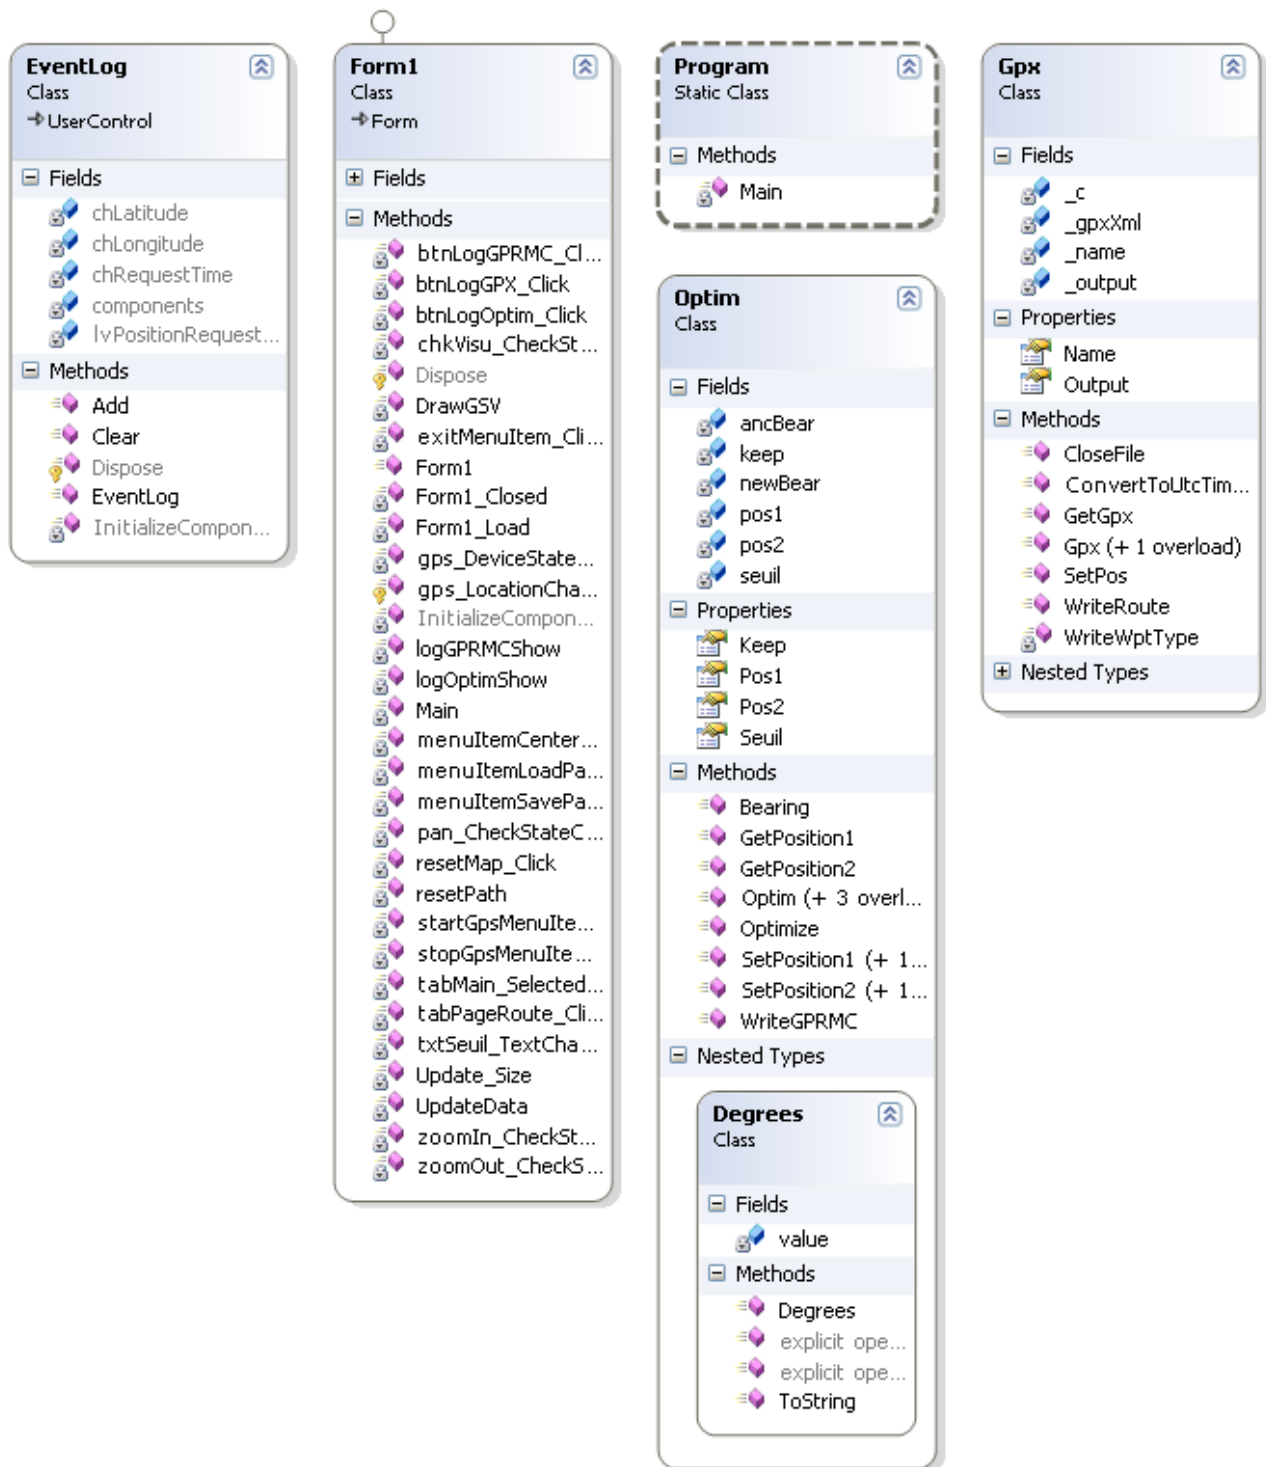 EventLog
Class
UserControl
Fields
chLatitude
chLongitude
chRequestTime
components
lvPositionRequest...
Methods
Add
Clear
Dispose
EventLog
InitializeCompon...
Form1
Class
Form
Fields
Methods
btnLogGPRMC_Cl...
btnLogGPX_Click
btnLogOptim_Click
chkVisu_CheckSt...
Dispose
DrawGSV
exitMenuItem_Cli...
Form1
Form1_Closed
Form1_Load
gps_DeviceState...
gps_LocationCha...
InitializeCompon...
logGPRMCShow
logOptimShow
Main
menuItemCenter...
menuItemLoadPa...
menuItemSavePa...
pan_CheckStateC...
resetMap_Click
resetPath
startGpsMenuIte...
stopGpsMenuIte...
tabMain_Selected...
tabPageRoute_Cli...
txtSeuil_TextCha...
Update_Size
UpdateData
zoomIn_CheckSt...
zoomOut_CheckS...
Program
Static Class
Methods
Main
Optim
Class
Fields
ancBear
keep
newBear
pos1
pos2
seuil
Properties
Keep
Pos1
Pos2
Seuil
Methods
Bearing
GetPosition1
GetPosition2
Optim (+ 3 overl...
Optimize
SetPosition1 (+ 1...
SetPosition2 (+ 1...
WriteGPRMC
Nested Types
Degrees
Class
Fields
value
Methods
Degrees
explicit ope...
explicit ope...
ToString
Gpx
Class
Fields
_c
_gpxXml
_name
_output
Properties
Name
Output
Methods
CloseFile
ConvertToUtcTim...
GetGpx
Gpx (+ 1 overload)
SetPos
WriteRoute
WriteWptType
Nested Types